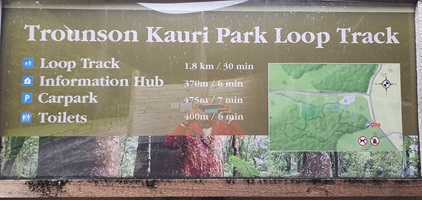 Trounson Kauri Park Loop Track
Loop Track 1.8 km / 30 min
Information Hub 370m / 6 min
P Carpark 475m / 7 min
Toilets 400m / 6 min